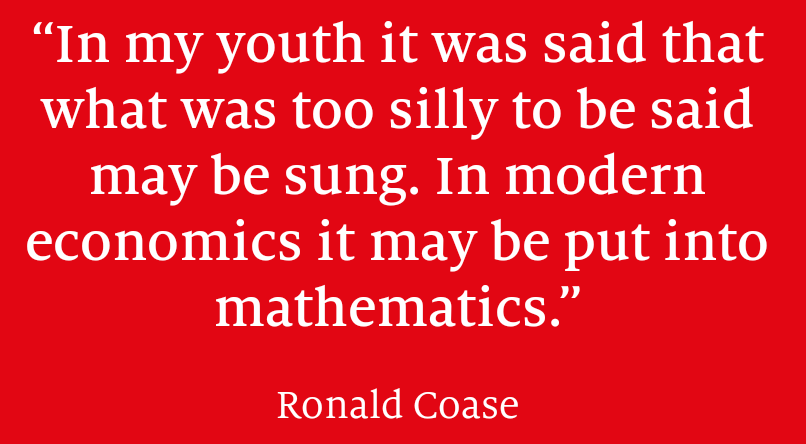 “In my youth it was said that
what was too silly to be said
may be sung. In modern
economics it may be put into
mathematics.”
Ronald Coase